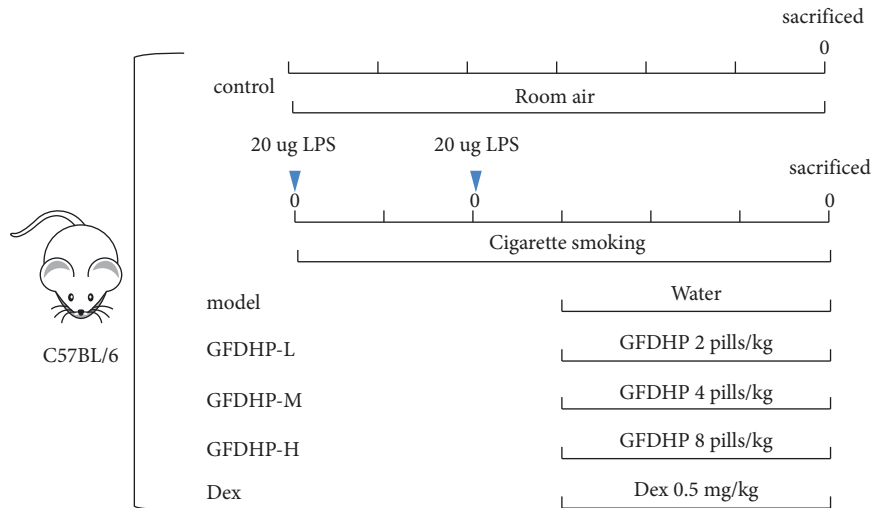 sacrificed
0
control
Room air
20 ug LPS 20 ug LPS
sacrificed
0 0 0
Cigarette smoking
model Water
C57BL/6
GFDHP-L GFDHP 2 pills/kg
GFDHP-M GFDHP 4 pills/kg
GFDHP-H GFDHP 8 pills/kg
Dex Dex 0.5 mg/kg